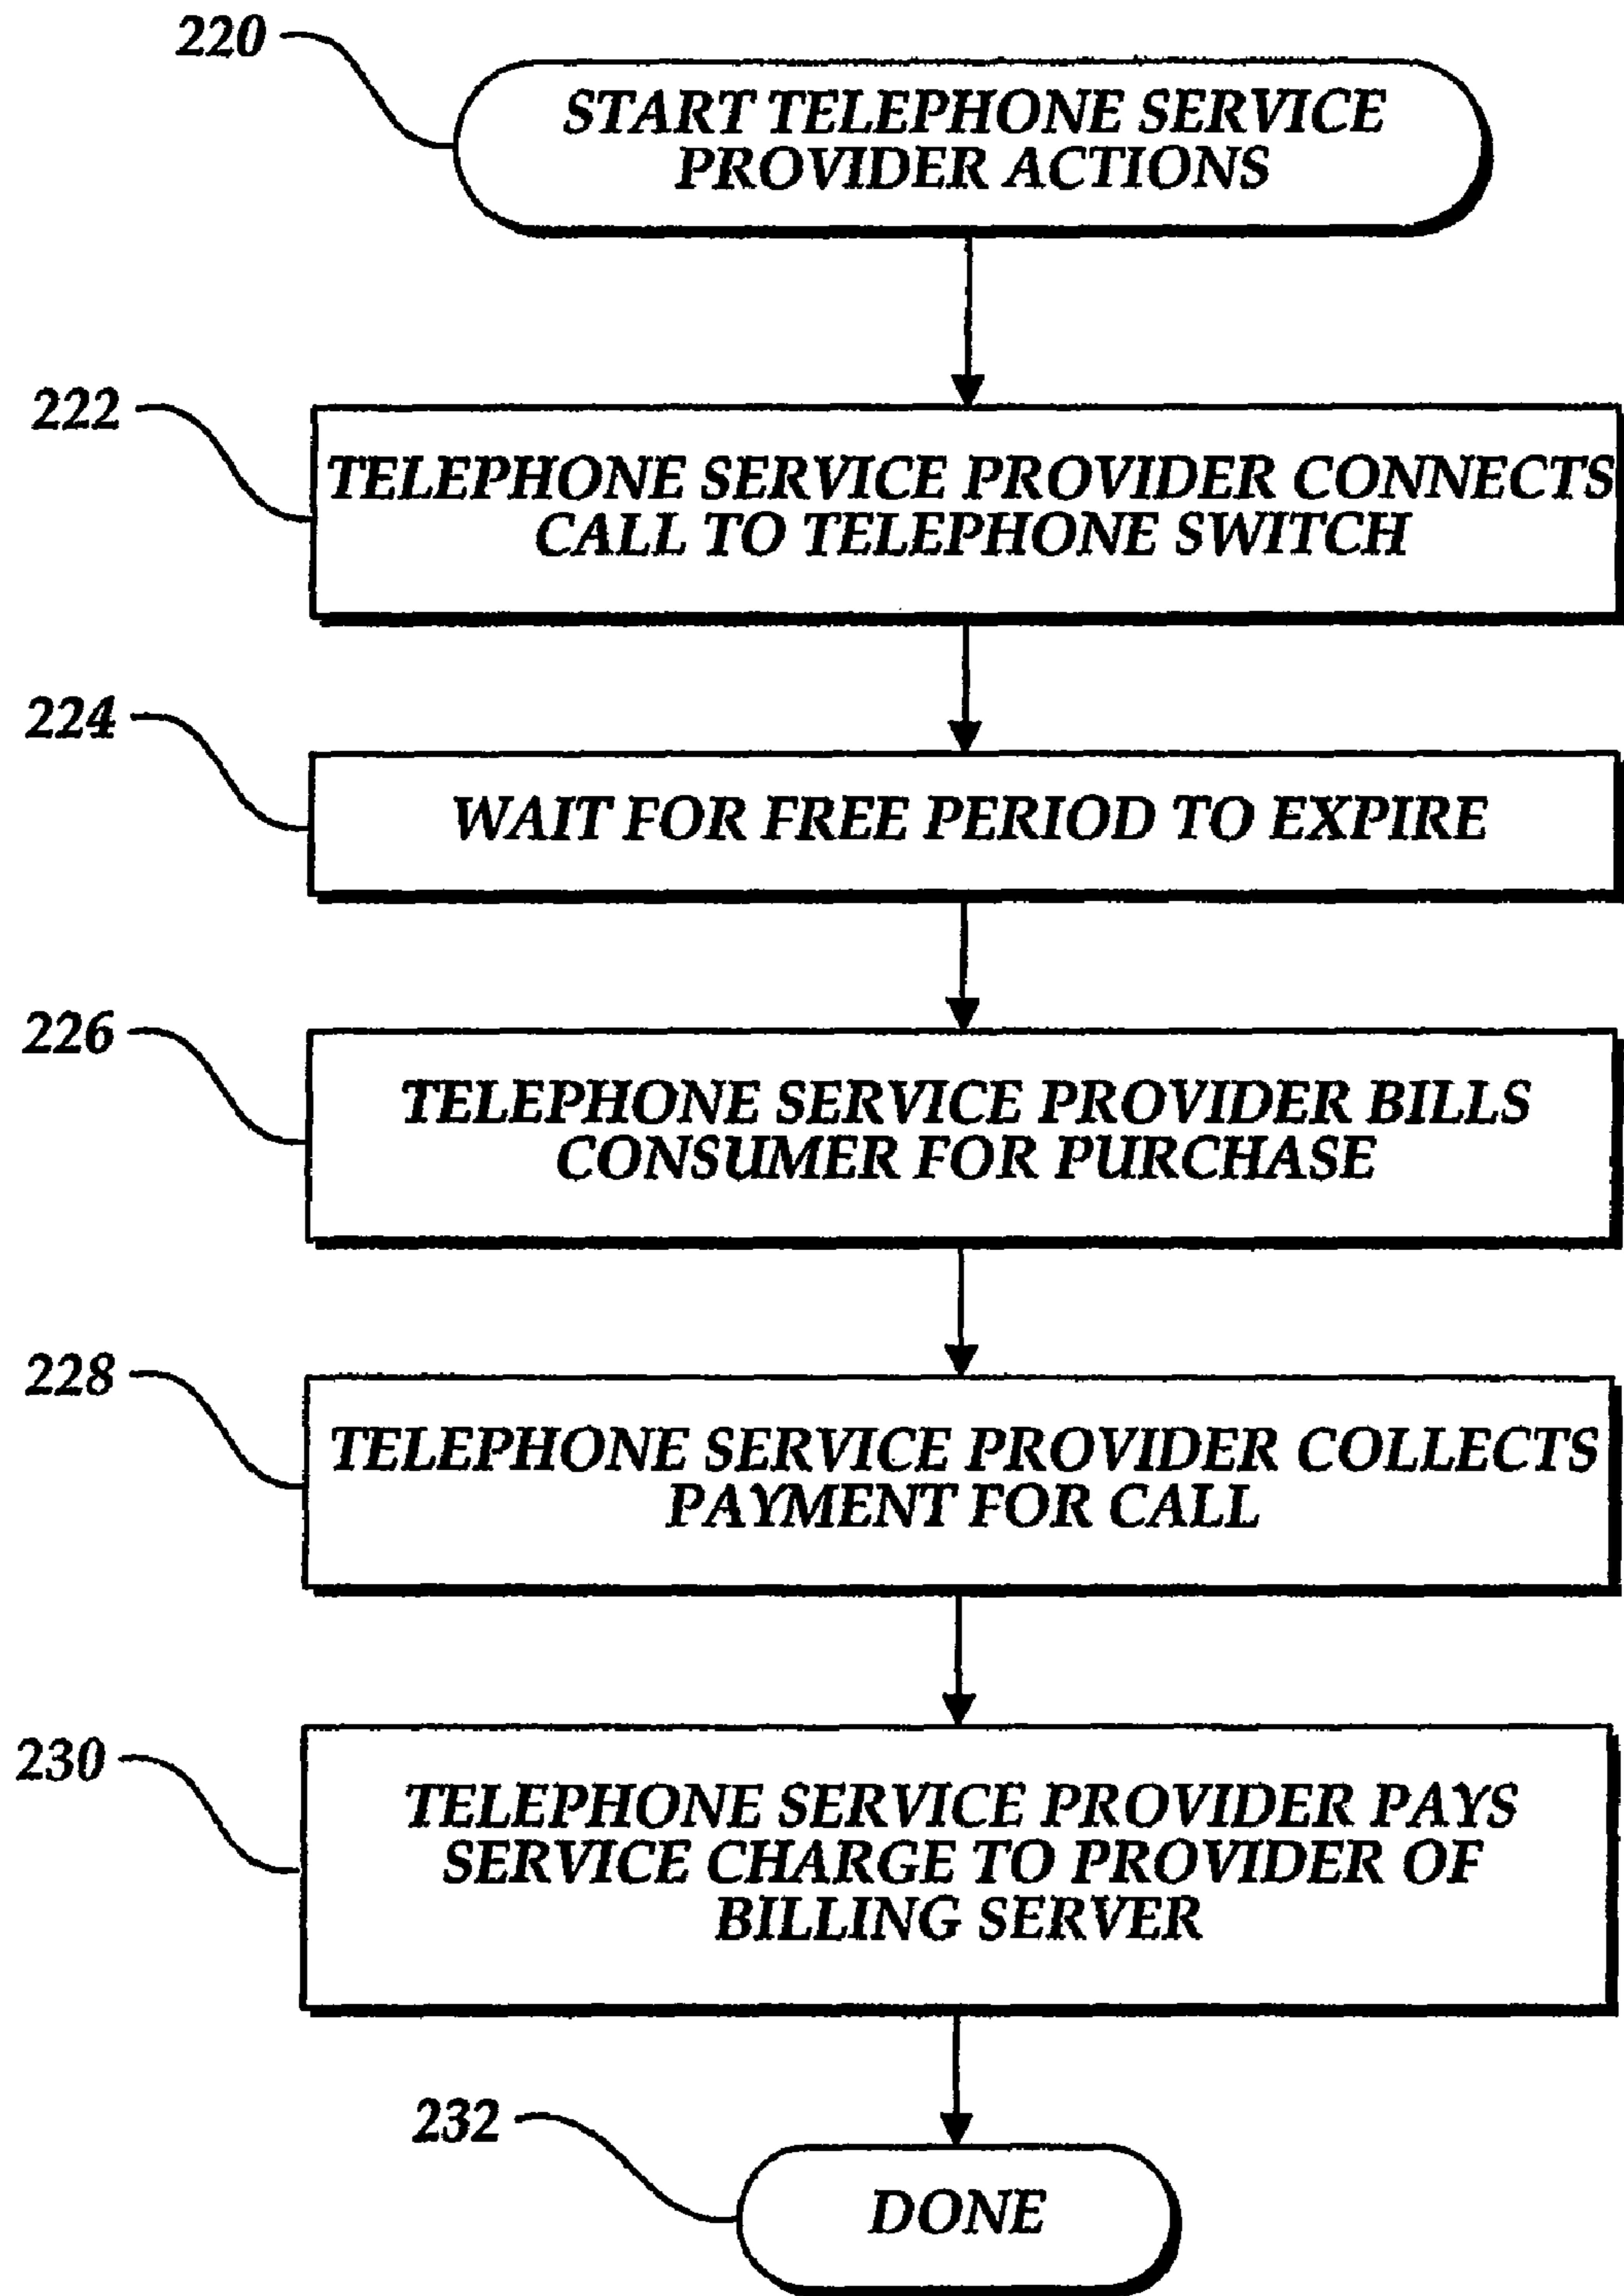 220
START TELEPHONE SERVICE
PROVIDER ACTIONS
222
TELEPHONE SERVICE PROVIDER CONNECTS
CALL TO TELEPHONE SWITCH
224
WAIT FOR FREE PERIOD TO EXPIRE
226
TELEPHONE SERVICE PROVIDER BILLS
CONSUMER FOR PURCHASE
228
TELEPHONE SERVICE PROVIDER COLLECTS
PAYMENT FOR CALL
230
TELEPHONE SERVICE PROVIDER PAYS
SERVICE CHARGE TO PROVIDER OF
BILLING SERVER
232
DONE